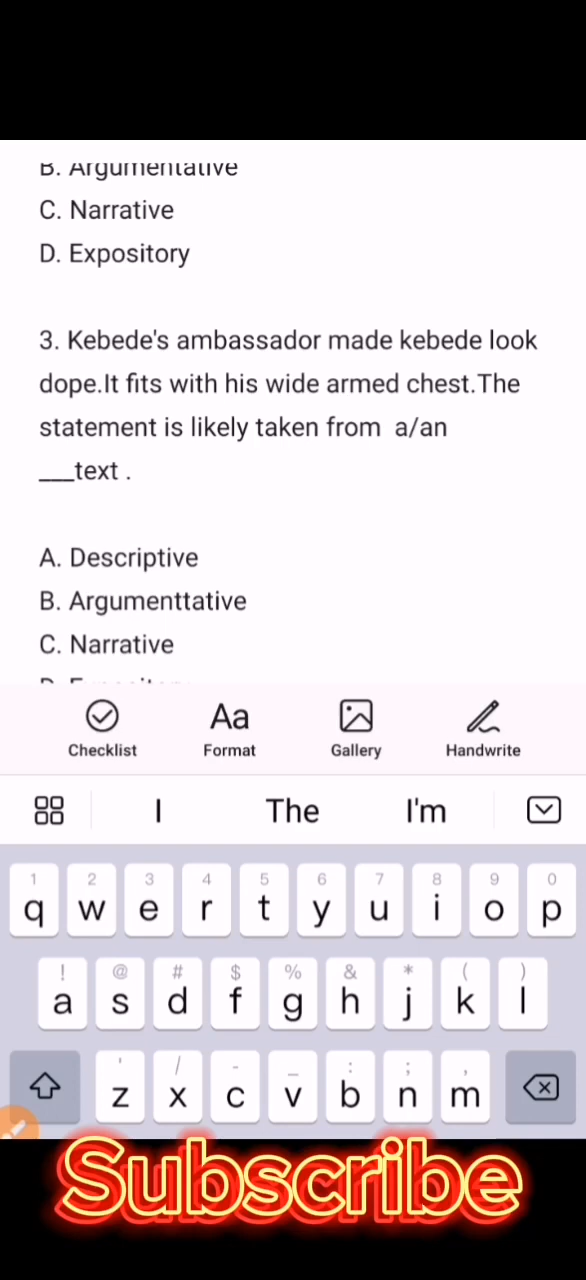 B. Argumentative
C. Narrative
D. Expository
3. Kebede's ambassador made kebede look
dope.It fits with his wide armed chest.The
statement is likely taken from a/an
___text .
A. Descriptive
B. Argumenttative
C. Narrative
Checklist
Aa
Format
Gallery
Handwrite
I The I'm
1 2 3 4 5 6 7 8 9 0
q w e r t y u i o p
! @ # $ % & * ( )
a s d f g h j k l
' / - _ : ; ,
z x c v b n m
Subscribe